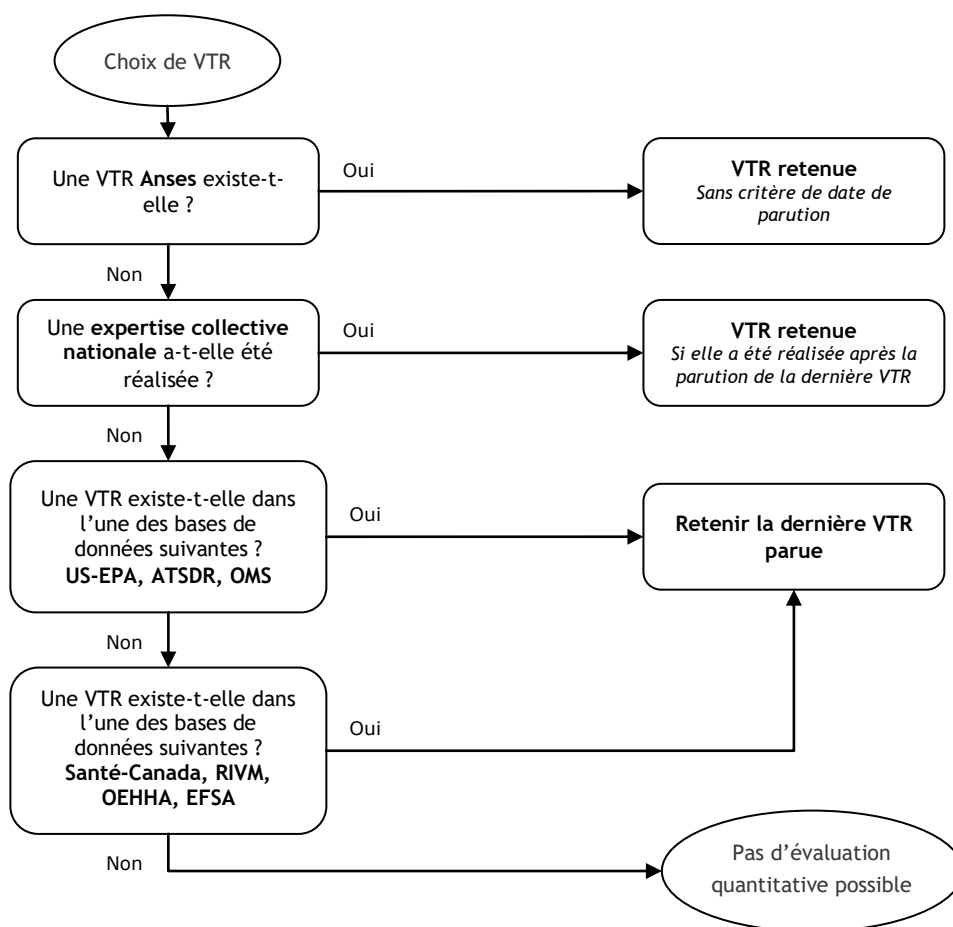 Choix de VTR
Une VTR Anses existe-t-
elle ?
Oui
VTR retenue
Sans critère de date de
parution
Non
Une expertise collective
nationale a-t-elle été
réalisée ?
Oui
VTR retenue
Si elle a été réalisée après la
parution de la dernière VTR
Non
Une VTR existe-t-elle dans
l’une des bases de
données suivantes ?
US-EPA, ATSDR, OMS
Oui
Retenir la dernière VTR
parue
Non
Une VTR existe-t-elle dans
l’une des bases de
données suivantes ?
Santé-Canada, RIVM,
OEHHA, EFSA
Oui
Non
Pas d’évaluation
quantitative possible